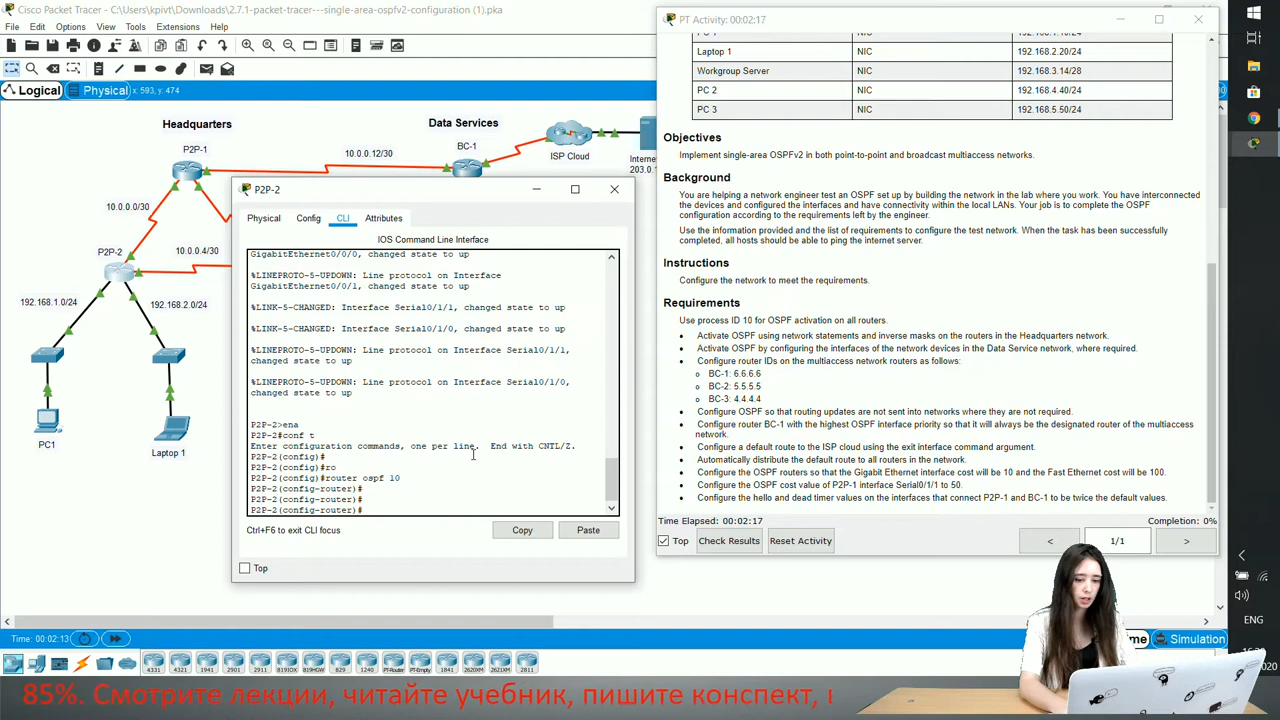 Cisco Packet Tracer - C:\Users\kpivt\Downloads\2.7.1-packet-tracer---single-area-ospfv2-configuration (1).pka
File Edit Options View Tools Extensions Help
Logical Physical x: 593, y: 474
Headquarters
Data Services
P2P-1
BC-1
ISP Cloud
Internet
203.0.1
10.0.0.12/30
10.0.0.0/30
10.0.0.4/30
P2P-2
192.168.1.0/24
192.168.2.0/24
PC1
Laptop 1
P2P-2
Physical Config CLI Attributes
IOS Command Line Interface
GigabitEthernet0/0/0, changed state to up
%LINEPROTO-5-UPDOWN: Line protocol on Interface
GigabitEthernet0/0/1, changed state to up
%LINK-5-CHANGED: Interface Serial0/1/1, changed state to up
%LINK-5-CHANGED: Interface Serial0/1/0, changed state to up
%LINEPROTO-5-UPDOWN: Line protocol on Interface Serial0/1/1,
changed state to up
%LINEPROTO-5-UPDOWN: Line protocol on Interface Serial0/1/0,
changed state to up
P2P-2>ena
P2P-2#conf t
Enter configuration commands, one per line. End with CNTL/Z.
P2P-2(config)#
P2P-2(config)#ro
P2P-2(config)#router ospf 10
P2P-2(config-router)#
P2P-2(config-router)#
P2P-2(config-router)#
Ctrl+F6 to exit CLI focus
Copy Paste
Top
PT Activity: 00:02:17
Laptop 1 NIC 192.168.2.20/24
Workgroup Server NIC 192.168.3.14/28
PC 2 NIC 192.168.4.40/24
PC 3 NIC 192.168.5.50/24
Objectives
Implement single-area OSPFv2 in both point-to-point and broadcast multiaccess networks.
Background
You are helping a network engineer test an OSPF set up by building the network in the lab where you work. You have interconnected
the devices and configured the interfaces and have connectivity within the local LANs. Your job is to complete the OSPF
configuration according to the requirements left by the engineer.
Use the information provided and the list of requirements to configure the test network. When the task has been successfully
completed, all hosts should be able to ping the internet server.
Instructions
Configure the network to meet the requirements.
Requirements
Use process ID 10 for OSPF activation on all routers.
• Activate OSPF using network statements and inverse masks on the routers in the Headquarters network.
• Activate OSPF by configuring the interfaces of the network devices in the Data Service network, where required.
• Configure router IDs on the multiaccess network routers as follows:
o BC-1: 6.6.6.6
o BC-2: 5.5.5.5
o BC-3: 4.4.4.4
• Configure OSPF so that routing updates are not sent into networks where they are not required.
• Configure router BC-1 with the highest OSPF interface priority so that it will always be the designated router of the multiaccess
network.
• Configure a default route to the ISP cloud using the exit interface command argument.
• Automatically distribute the default route to all routers in the network.
• Configure the OSPF routers so that the Gigabit Ethernet interface cost will be 10 and the Fast Ethernet cost will be 100.
• Configure the OSPF cost value of P2P-1 interface Serial0/1/1 to 50.
• Configure the hello and dead timer values on the interfaces that connect P2P-1 and BC-1 to be twice the default values.
Time Elapsed: 00:02:17 Completion: 0%
Top Check Results Reset Activity < 1/1 >
ENG
Time: 00:02:13
Simulation
4331 4321 1941 2901 2911 819IOX 819HGW 829 1240 PT-Router PT-Empty 1841 2620XM 2621XM 2811
85%. Смотрите лекции, читайте учебник, пишите конспект,